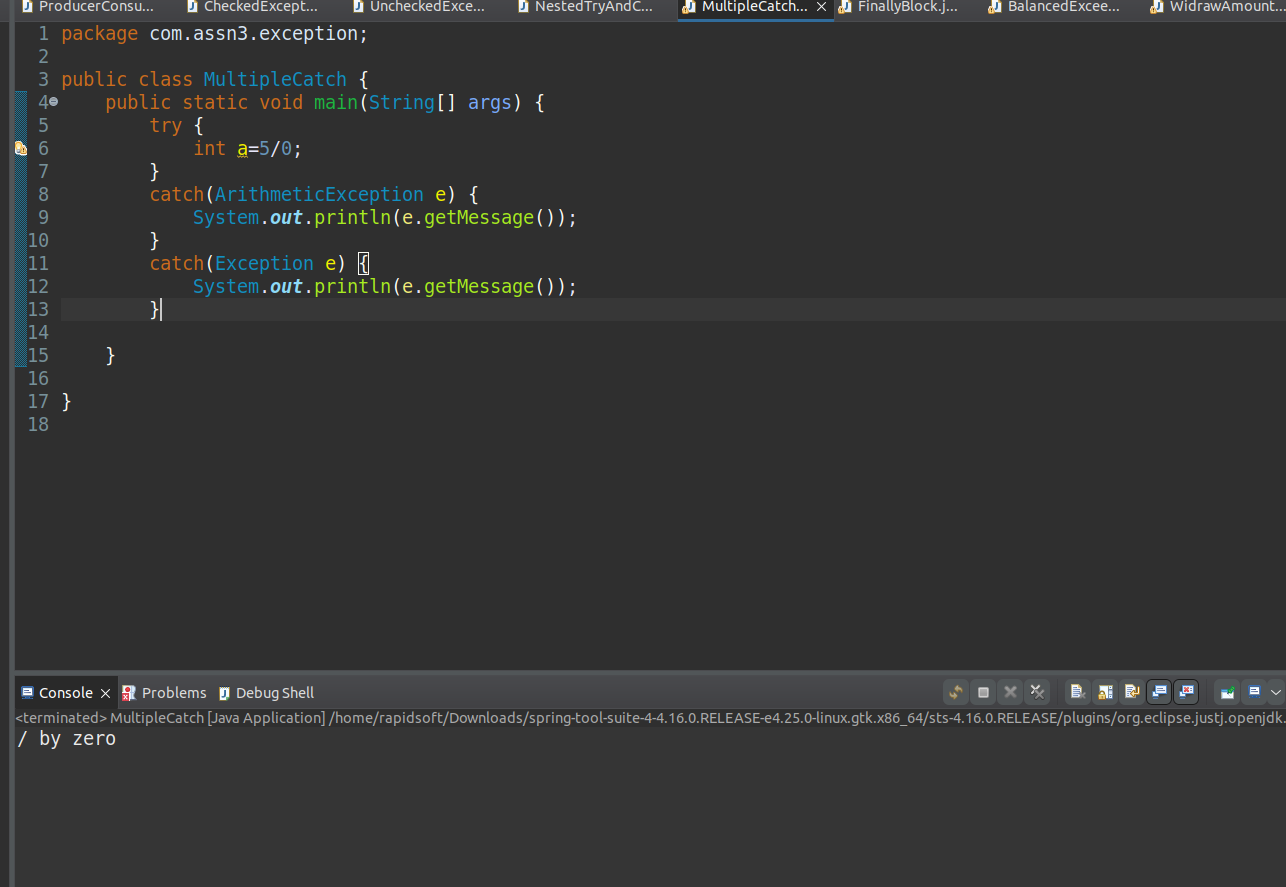 ProducerConsu... CheckedExcept... UncheckedExce... NestedTryAndC... MultipleCatch... FinallyBlock.j... BalancedExcee... WidrawAmount...
1 package com.assn3.exception;
2
3 public class MultipleCatch {
4 public static void main(String[] args) {
5 try {
6 int a=5/0;
7 }
8 catch(ArithmeticException e) {
9 System.out.println(e.getMessage());
10 }
11 catch(Exception e) {
12 System.out.println(e.getMessage());
13 }
14
15 }
16
17 }
18
Console Problems Debug Shell
<terminated> MultipleCatch [Java Application] /home/rapidsoft/Downloads/spring-tool-suite-4-4.16.0.RELEASE-e4.25.0-linux.gtk.x86_64/sts-4.16.0.RELEASE/plugins/org.eclipse.justj.openjdk.
/ by zero